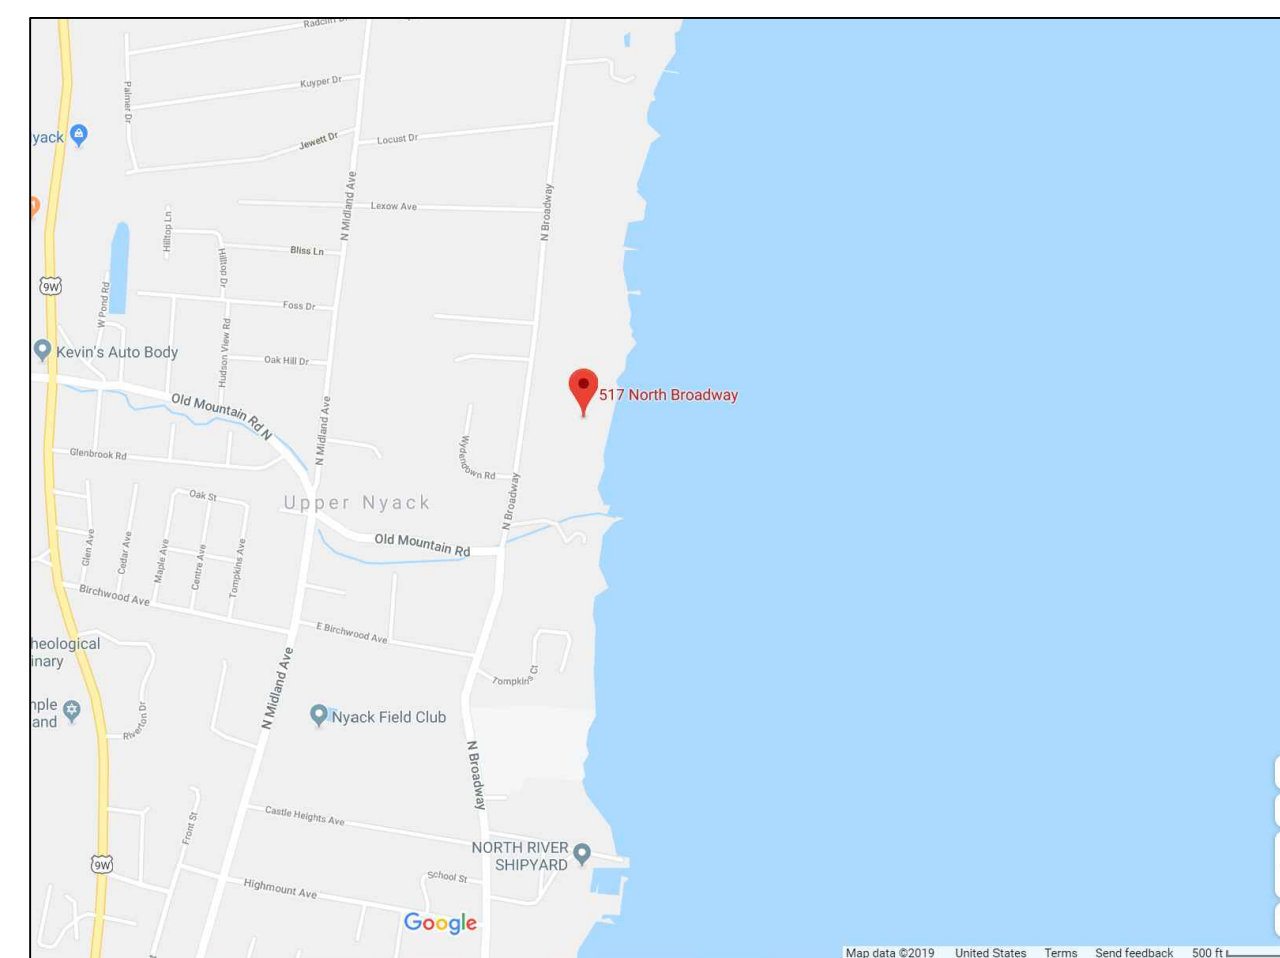 Radcliff Dr
Kuyper Dr
Palmer Dr
yack
Jewett Dr
Locust Dr
N Midland Ave
Lexow Ave
N Broadway
Hilltop Ln
Bliss Ln
Hilltop Dr
9W
W Pond Rd
Foss Dr
Hudson View Rd
Kevin's Auto Body
Oak Hill Dr
517 North Broadway
Old Mountain Rd N
N Midland Ave
Glenbrook Rd
Wydendown Rd
Oak St
Upper Nyack
N Broadway
Glen Ave
Cedar Ave
Maple Ave
Centre Ave
Tompkins Ave
Old Mountain Rd
Birchwood Ave
E Birchwood Ave
heological
inary
Tompkins Ct
N Midland Ave
mple
and
Riverton Dr
Nyack Field Club
N Broadway
Front St
Castle Heights Ave
NORTH RIVER
SHIPYARD
9W
School St
Highmount Ave
Google
t
Map data ©2019 United States Terms Send feedback 500 ft